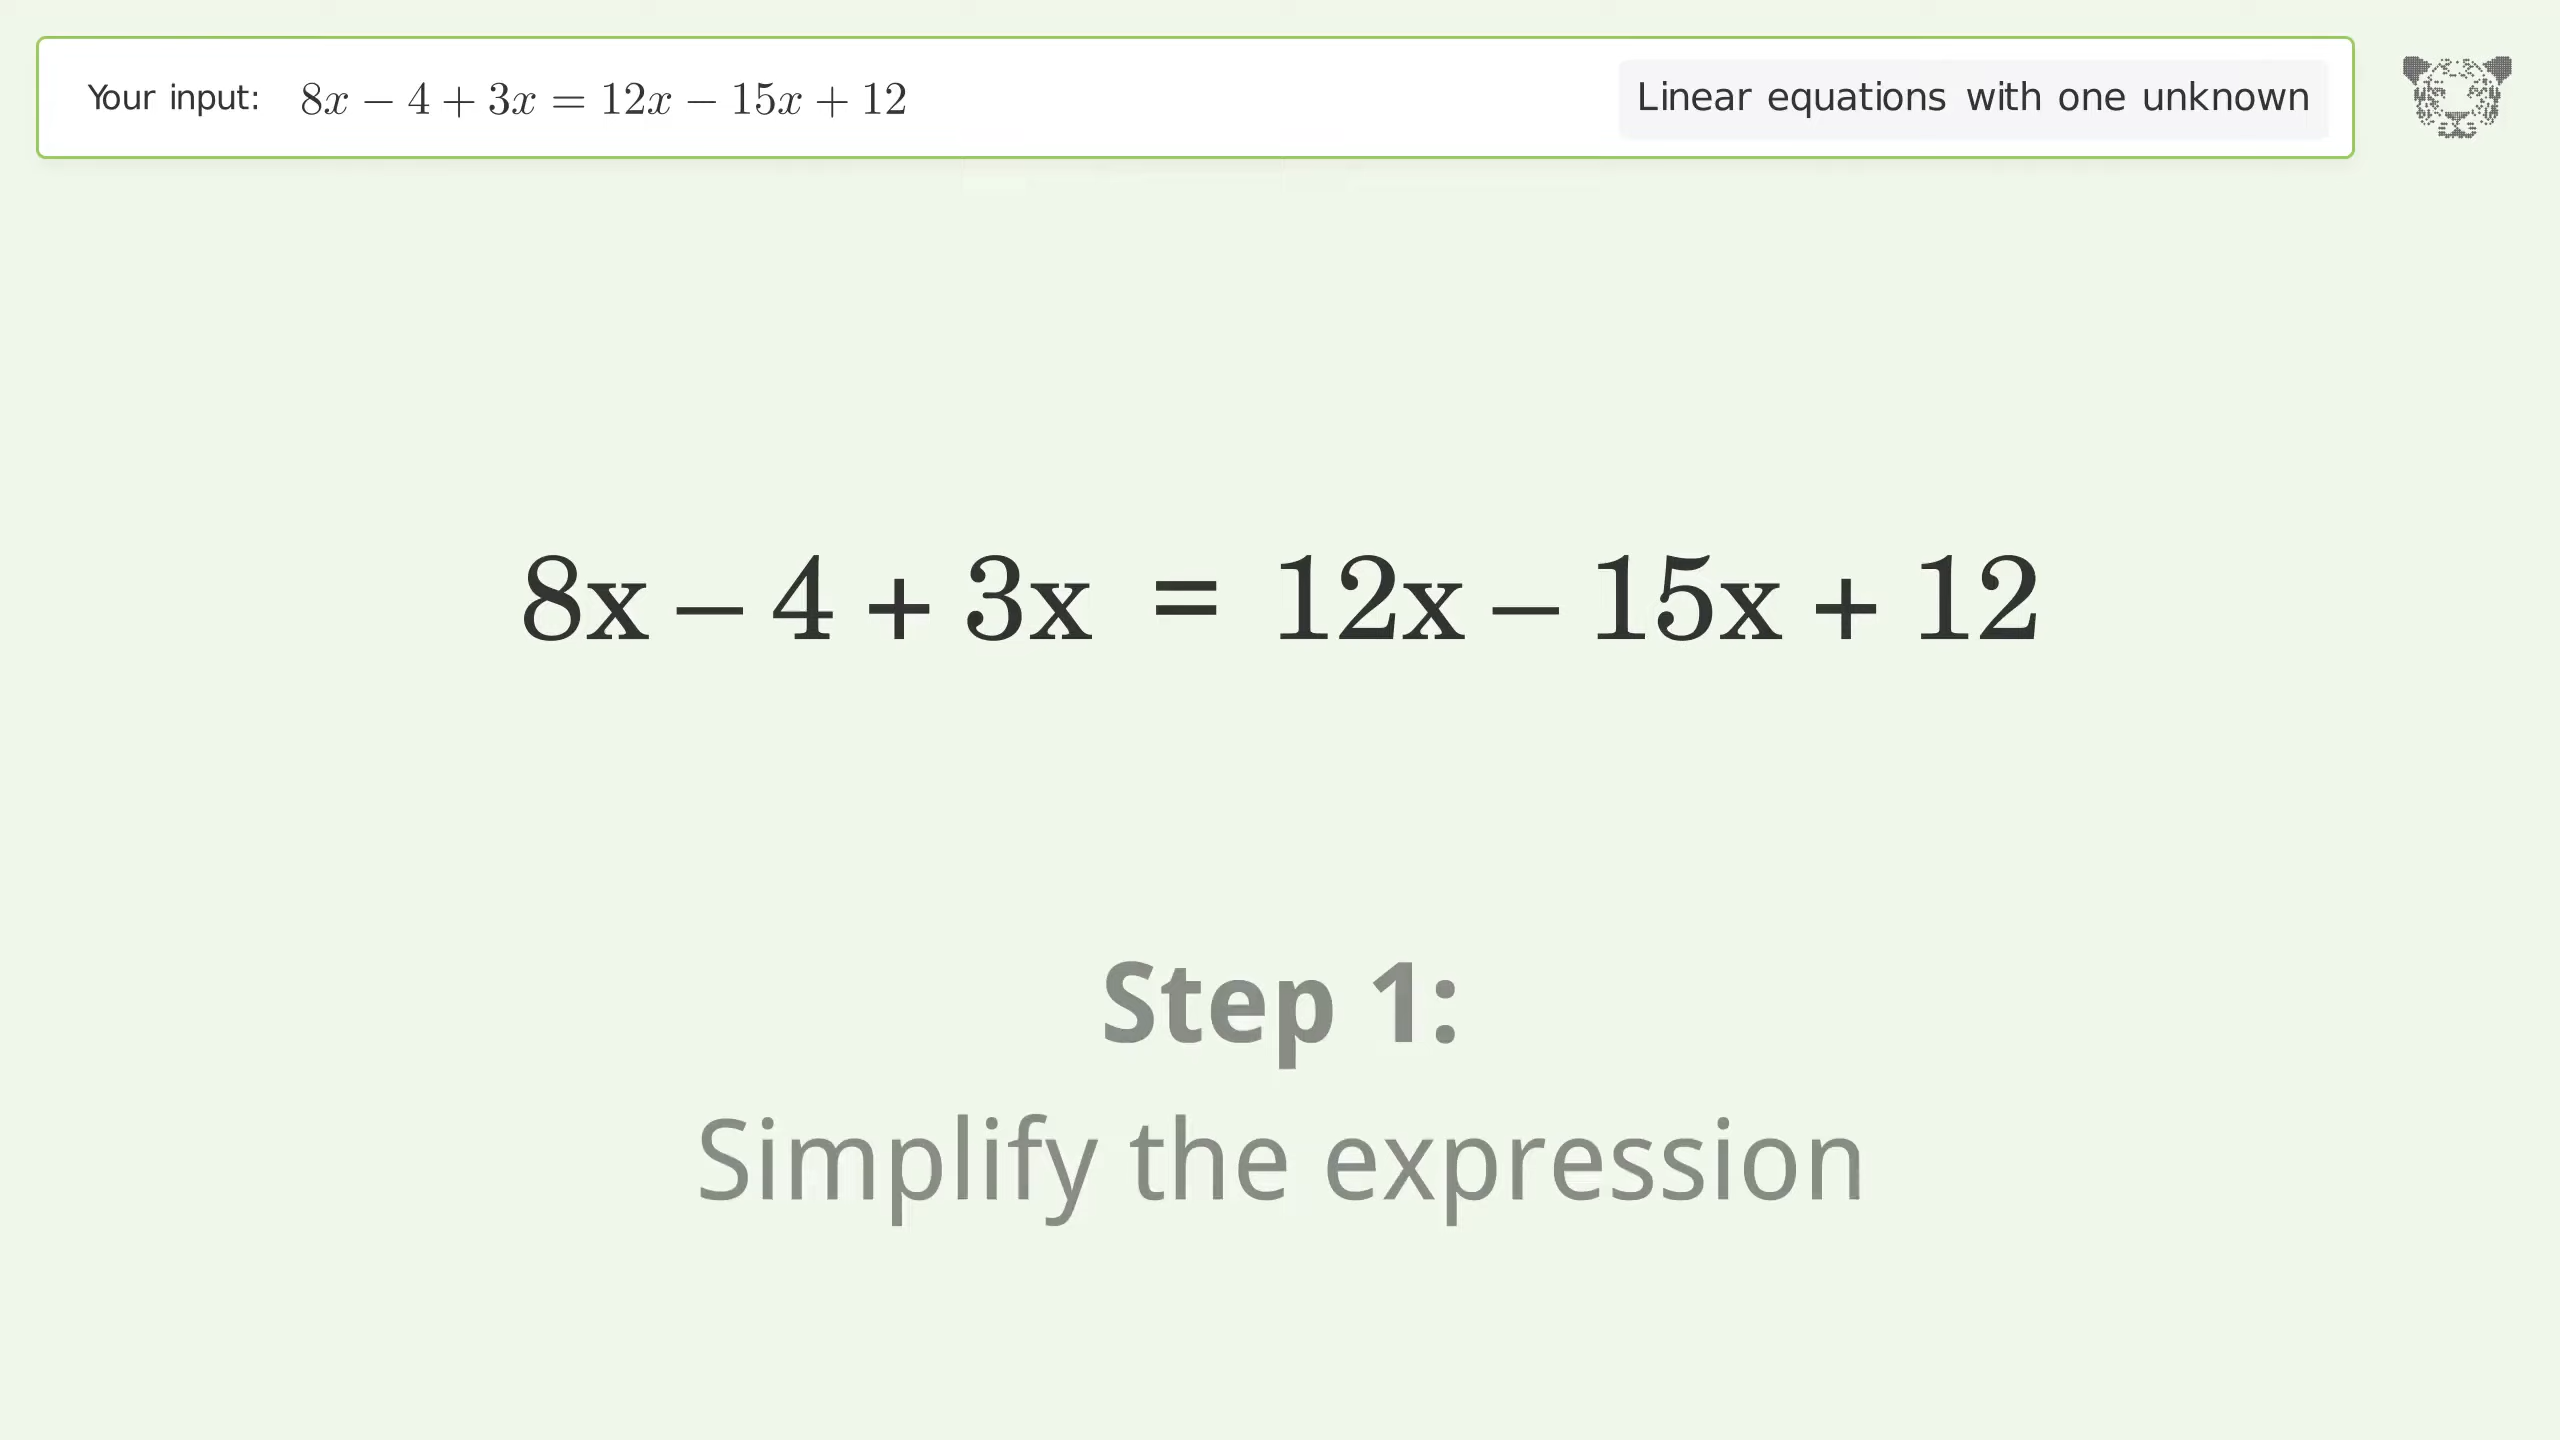 Your input: 8x − 4 + 3x = 12x − 15x + 12
Linear equations with one unknown
8x − 4 + 3x = 12x − 15x + 12
Step 1:
Simplify the expression